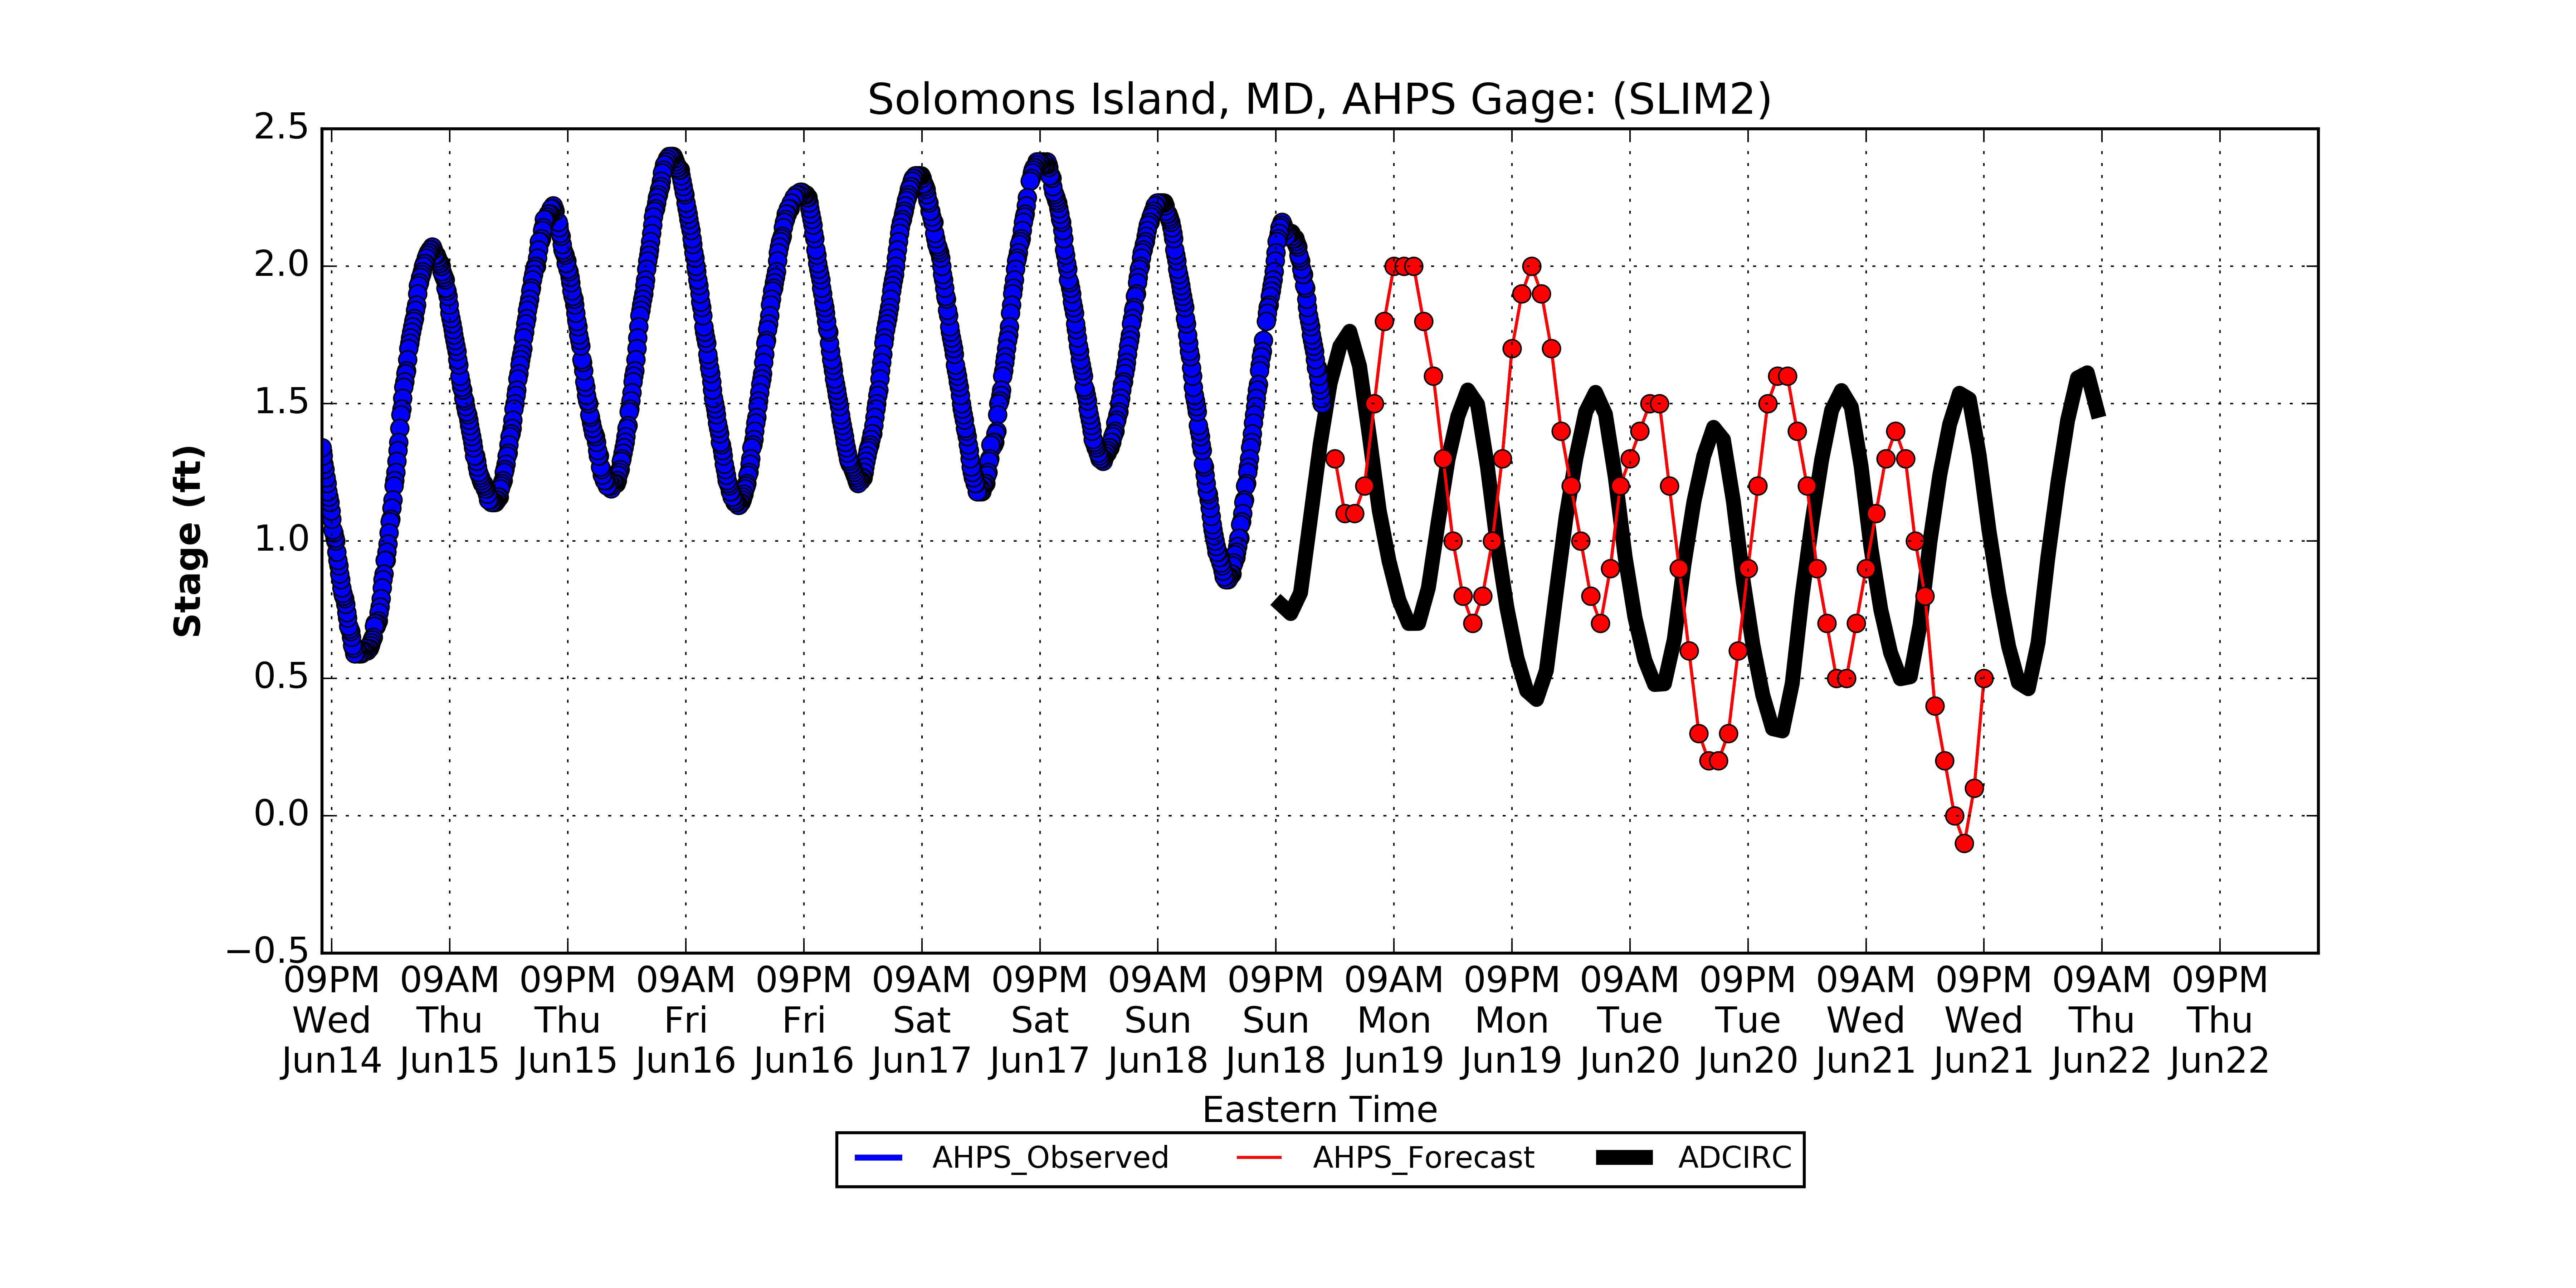 Solomons Island, MD, AHPS Gage: (SLIM2)
Stage (ft)
2.5
2.0
1.5
1.0
0.5
0.0
−0.5
09PM 09AM 09PM 09AM 09PM 09AM 09PM 09AM 09PM 09AM 09PM 09AM 09PM 09AM 09PM 09AM 09PM
Wed Thu Thu Fri Fri Sat Sat Sun Sun Mon Mon Tue Tue Wed Wed Thu Thu
Jun14 Jun15 Jun15 Jun16 Jun16 Jun17 Jun17 Jun18 Jun18 Jun19 Jun19 Jun20 Jun20 Jun21 Jun21 Jun22 Jun22
Eastern Time
AHPS_Observed AHPS_Forecast ADCIRC